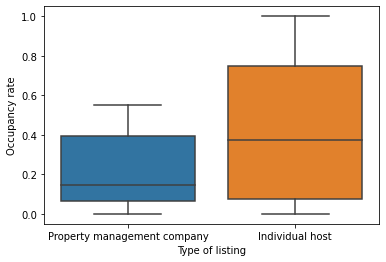 1.0
0.8
0.6
0.4
0.2
0.0
Occupancy rate
Property management company
Individual host
Type of listing